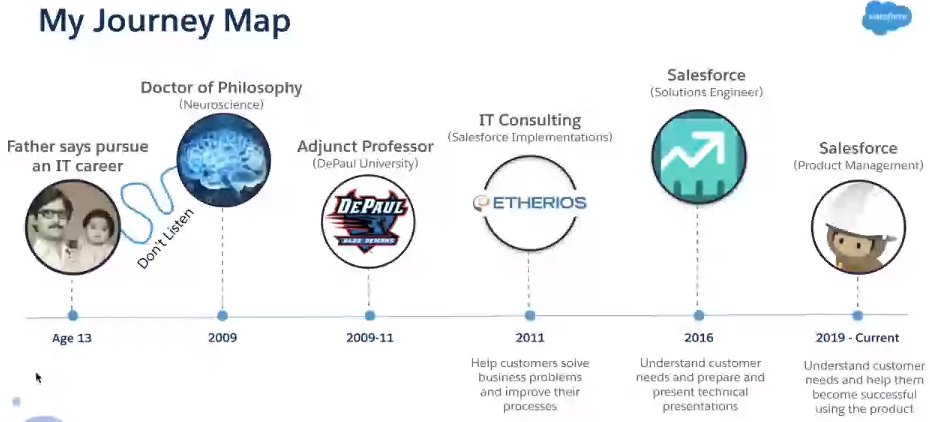 My Journey Map
salesforce
Father says pursue
an IT career
Age 13
Don't Listen
Doctor of Philosophy
(Neuroscience)
2009
Adjunct Professor
(DePaul University)
DEPAUL
BLUE DEMONS
2009-11
IT Consulting
(Salesforce Implementations)
ETHERIOS
2011
Help customers solve
business problems
and improve their
processes
Salesforce
(Solutions Engineer)
2016
Understand customer
needs and prepare and
present technical
presentations
Salesforce
(Product Management)
2019 - Current
Understand customer
needs and help them
become successful
using the product